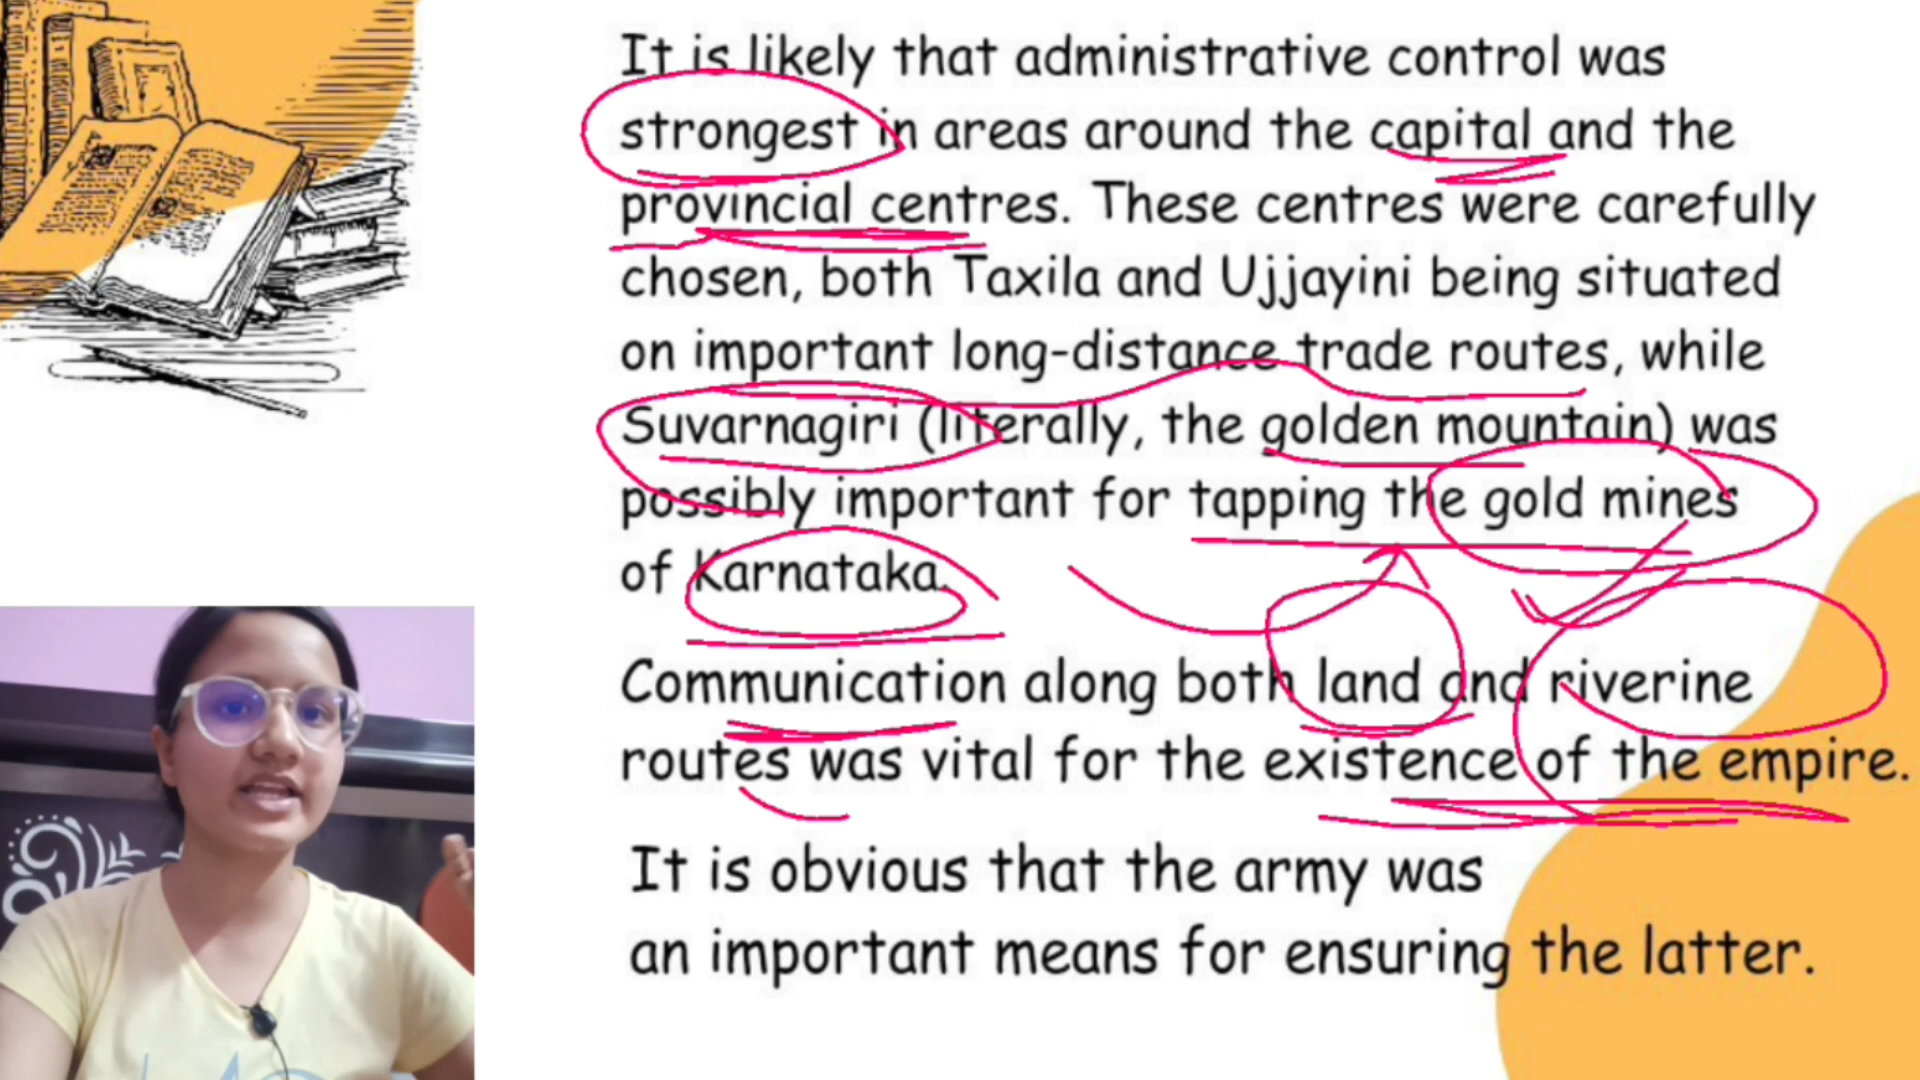 It is likely that administrative control was
strongest in areas around the capital and the
provincial centres. These centres were carefully
chosen, both Taxila and Ujjayini being situated
on important long-distance trade routes, while
Suvarnagiri (literally, the golden mountain) was
possibly important for tapping the gold mines
of Karnataka.
Communication along both land and riverine
routes was vital for the existence of the empire.
It is obvious that the army was
an important means for ensuring the latter.